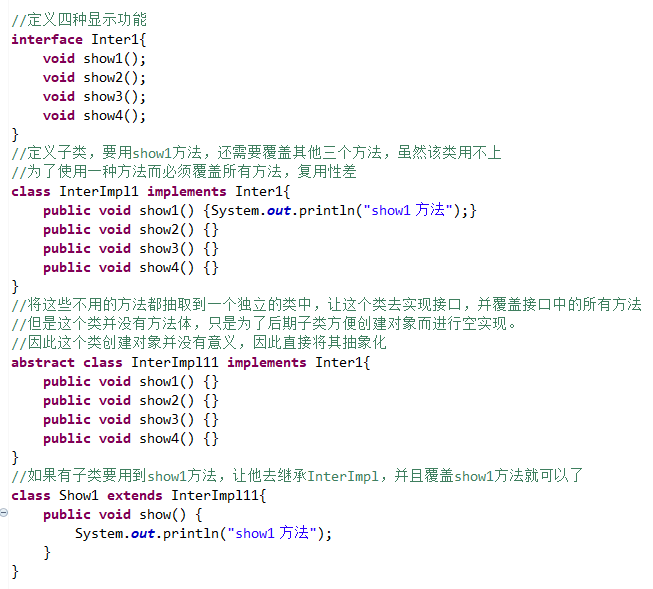 //定义四种显示功能
interface Inter1{
    void show1();
    void show2();
    void show3();
    void show4();
}
//定义子类，要用show1方法，还需要覆盖其他三个方法，虽然该类用不上
//为了使用一种方法而必须覆盖所有方法，复用性差
class InterImpl1 implements Inter1{
    public void show1() {System.out.println("show1 方法");}
    public void show2() {}
    public void show3() {}
    public void show4() {}
}
//将这些不用的方法都抽取到一个独立的类中，让这个类去实现接口，并覆盖接口中的所有方法
//但是这个类并没有方法体，只是为了后期子类方便创建对象而进行空实现。
//因此这个类创建对象并没有意义，因此直接将其抽象化
abstract class InterImpl11 implements Inter1{
    public void show1() {}
    public void show2() {}
    public void show3() {}
    public void show4() {}
}
//如果有子类要用到show1方法，让他去继承InterImpl，并且覆盖show1方法就可以了
class Show1 extends InterImpl11{
    public void show() {
        System.out.println("show1 方法");
    }
}